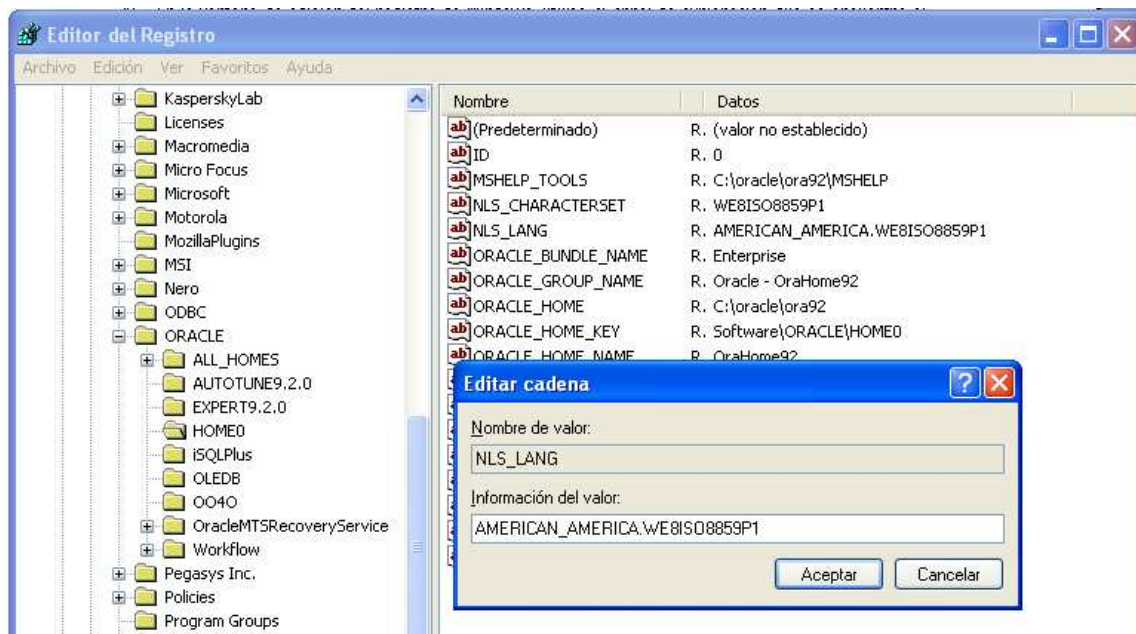 Editor del Registro
Archivo Edición Ver Favoritos Ayuda
KasperskyLab
Licenses
Macromedia
Micro Focus
Microsoft
Motorola
MozillaPlugins
MSI
Nero
ODBC
ORACLE
ALL_HOMES
AUTOTUNE9.2.0
EXPERT9.2.0
HOME0
iSQLPlus
OLEDB
OO4O
OracleMTSRecoveryService
Workflow
Pegasys Inc.
Policies
Program Groups
Nombre Datos
(Predeterminado) R. (valor no establecido)
ID R. 0
MSHELP_TOOLS R. C:\oracle\ora92\MSHELP
NLS_CHARACTERSET R. WE8ISO8859P1
NLS_LANG R. AMERICAN_AMERICA.WE8ISO8859P1
ORACLE_BUNDLE_NAME R. Enterprise
ORACLE_GROUP_NAME R. Oracle - OraHome92
ORACLE_HOME R. C:\oracle\ora92
ORACLE_HOME_KEY R. Software\ORACLE\HOME0
ORACLE_HOME_NAME R. OraHome92
Editar cadena
Nombre de valor:
NLS_LANG
Información del valor:
AMERICAN_AMERICA.WE8ISO8859P1
Aceptar Cancelar